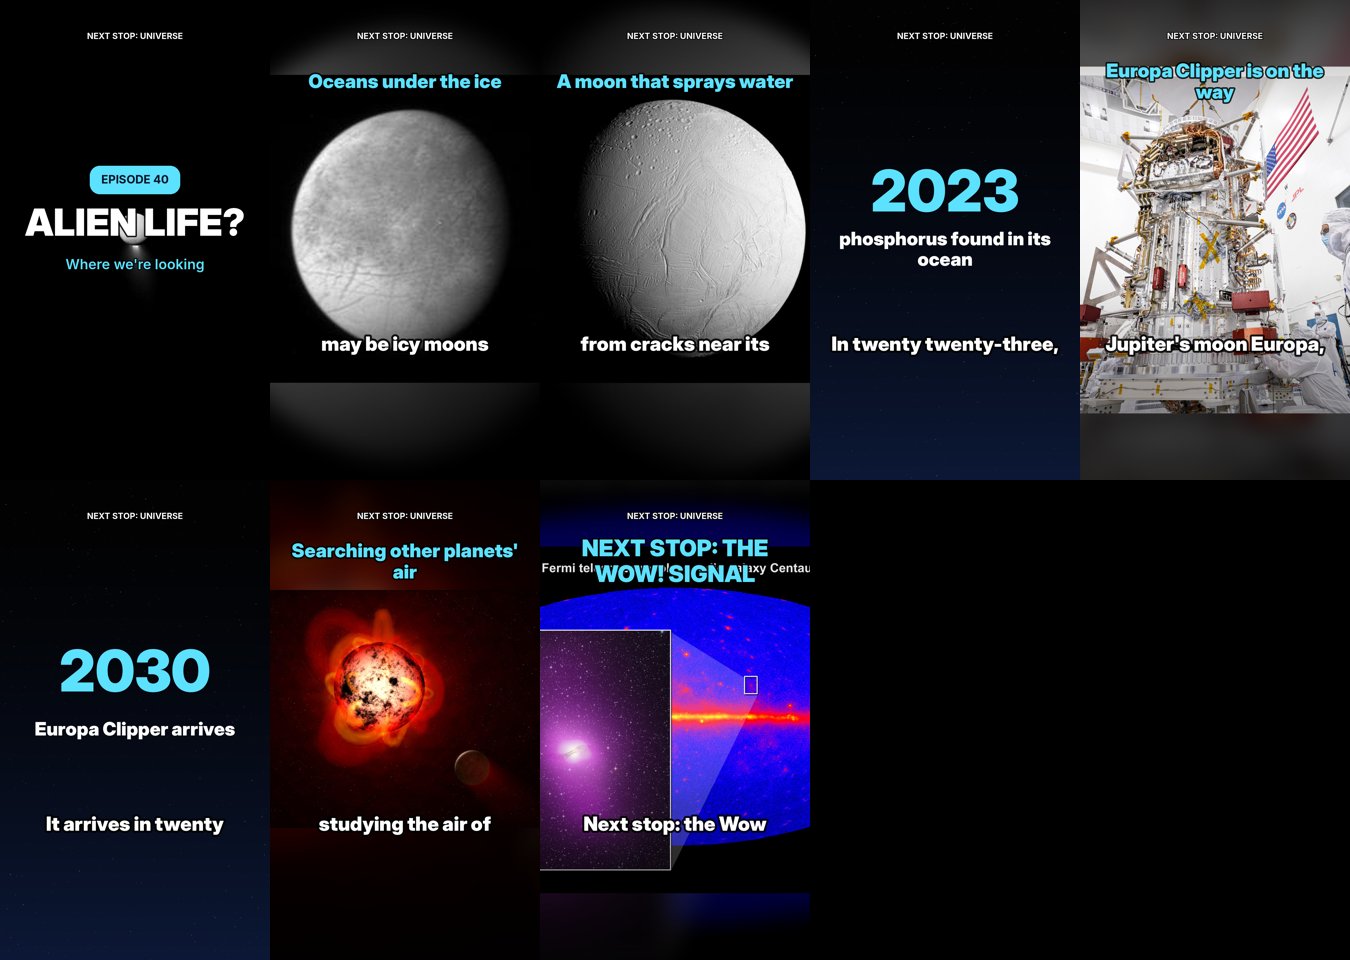 NEXT STOP: UNIVERSE
EPISODE 40
ALIEN LIFE?
Where we're looking
NEXT STOP: UNIVERSE
Oceans under the ice
may be icy moons
NEXT STOP: UNIVERSE
A moon that sprays water
from cracks near its
NEXT STOP: UNIVERSE
2023
phosphorus found in its
ocean
In twenty twenty-three,
NEXT STOP: UNIVERSE
Europa Clipper is on the
way
JPL
Jupiter's moon Europa,
NEXT STOP: UNIVERSE
2030
Europa Clipper arrives
It arrives in twenty
NEXT STOP: UNIVERSE
Searching other planets'
air
studying the air of
NEXT STOP: UNIVERSE
NEXT STOP: THE
WOW! SIGNAL
Fermi
Next stop: the Wow